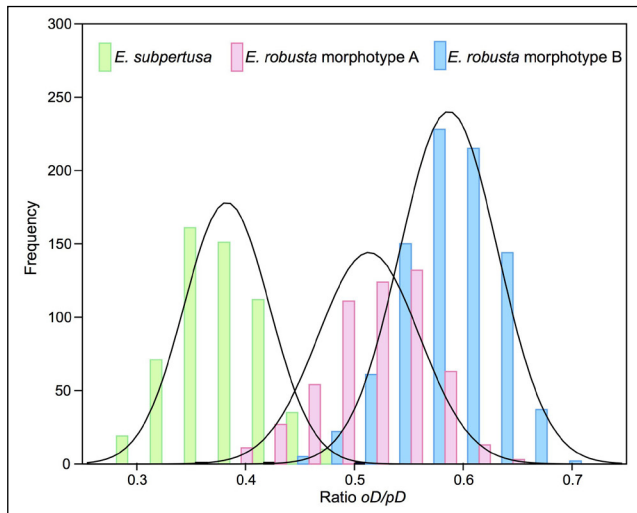 300
E. subpertusa E. robusta morphotype A E. robusta morphotype B
250
200
150
100
50
0
Frequency
0.3 0.4 0.5 0.6 0.7
Ratio oD/pD